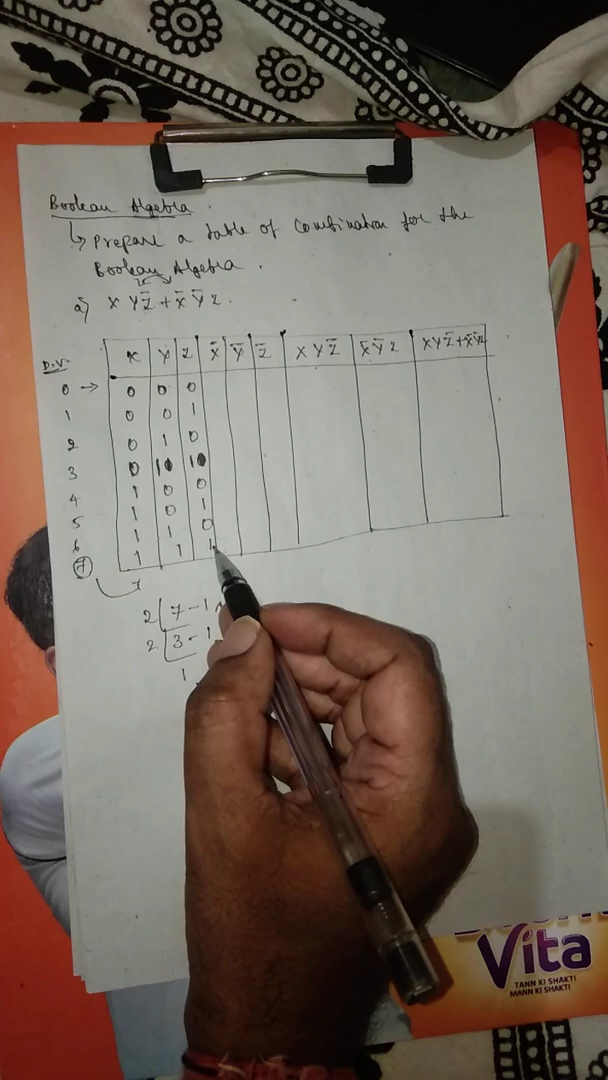 Boolean Algebra.
↳ Prepare a table of Combination for the
Boolean Algebra.
a) X Y Z̅ + X̅ Y̅ Z.
D.V. X Y Z X̅ Y̅ Z̅ X Y Z̅ X̅ Y̅ Z X Y Z̅ + X̅ Y̅ Z
0 → 0 0 0
1 0 0 1
2 0 1 0
3 0 1 1
4 1 0 0
5 1 0 1
6 1 1 0
7 1 1 1
2 7 - 1
2 3 - 1
1
Vita
TANN KI SHAKTI
MANN KI SHAKTI